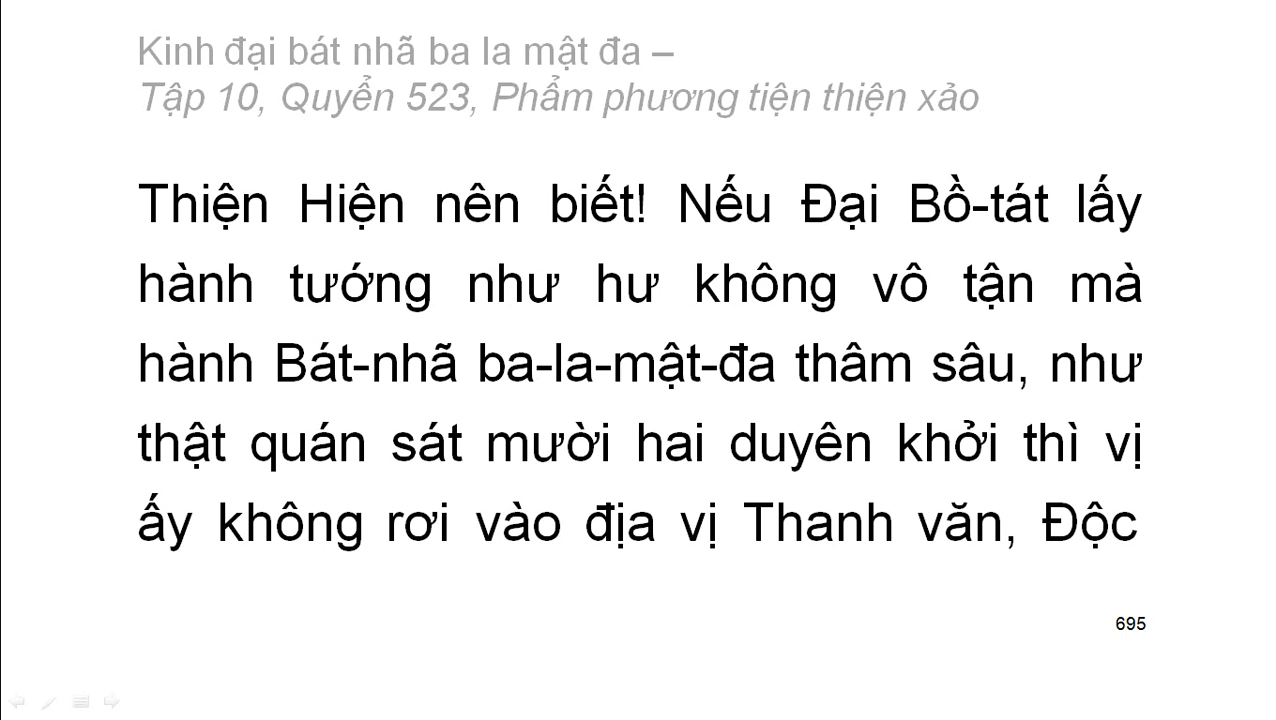 Kinh đại bát nhã ba la mật đa –
Tập 10, Quyển 523, Phẩm phương tiện thiện xảo
Thiện Hiện nên biết! Nếu Đại Bồ-tát lấy
hành tướng như hư không vô tận mà
hành Bát-nhã ba-la-mật-đa thâm sâu, như
thật quán sát mười hai duyên khởi thì vị
ấy không rơi vào địa vị Thanh văn, Độc
695